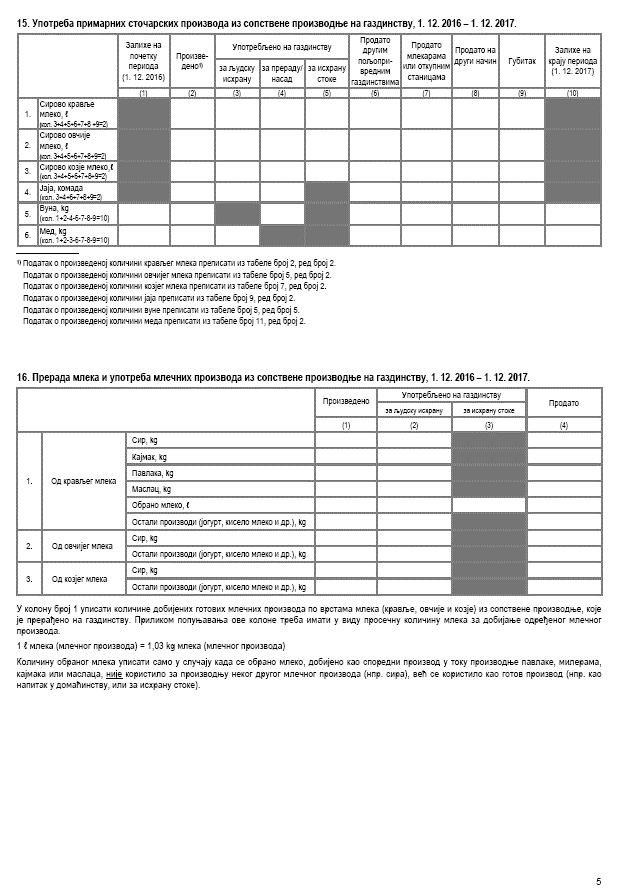 15. Употреба примарних сточарских производа из сопствене производње на газдинству, 1. 12. 2016 – 1. 12. 2017.
Залихе на почетку периода (1. 12. 2016)
Произве-дено¹⁾
Употребљено на газдинству
за људску исхрану
за прераду/насад
за исхрану стоке
Продато другим пољопри-вредним газдинствима
Продато млекарама или откупним станицама
Продато на други начин
Губитак
Залихе на крају периода (1. 12. 2017)
(1) (2) (3) (4) (5) (6) (7) (8) (9) (10)
1. Сирово кравље
млеко, ℓ
(кол. 3+4+5+6+7+8 +9=2)
2. Сирово овчије
млеко, ℓ
(кол. 3+4+5+6+7+8+9=2)
3. Сирово козје млеко,ℓ
(кол. 3+4+5+6+7+8+9=2)
4. Јаја, комада
(кол. 3+4+6+7+8+9=2)
5. Вуна, kg
(кол. 1+2-4-6-7-8-9=10)
6. Мед, kg
(кол. 1+2-3-6-7-8-9=10)
¹⁾ Податак о произведеној количини крављег млека преписати из табеле број 2, ред број 2.
Податак о произведеној количини овчијег млека преписати из табеле број 5, ред број 2.
Податак о произведеној количини козјег млека преписати из табеле број 7, ред број 2.
Податак о произведеној количини јаја преписати из табеле број 9, ред број 2.
Податак о произведеној количини вуне преписати из табеле број 5, ред број 5.
Податак о произведеној количини меда преписати из табеле број 11, ред број 2.
16. Прерада млека и употреба млечних производа из сопствене производње на газдинству, 1. 12. 2016 – 1. 12. 2017.
Произведено
Употребљено на газдинству
за људску исхрану
за исхрану стоке
Продато
(1) (2) (3) (4)
1. Од крављег млека
Сир, kg
Кајмак, kg
Павлака, kg
Маслац, kg
Обрано млеко, ℓ
Остали производи (јогурт, кисело млеко и др.), kg
2. Од овчијег млека
Сир, kg
Остали производи (јогурт, кисело млеко и др.), kg
3. Од козјег млека
Сир, kg
Остали производи (јогурт, кисело млеко и др.), kg
У колону број 1 уписати количине добијених готових млечних производа по врстама млека (кравље, овчије и козје) из сопствене производње, које
је прерађено на газдинству. Приликом попуњавања ове колоне треба имати у виду просечну количину млека за добијање одређеног млечног
производа.
1 ℓ млека (млечног производа) = 1,03 kg млека (млечног производа)
Количину обраног млека уписати само у случају када се обрано млеко, добијено као споредни производ у току производње павлаке, милерама,
кајмака или маслаца, није користило за производњу неког другог млечног производа (нпр. сира), већ се користило као готов производ (нпр. као
напитак у домаћинству, или за исхрану стоке).
5